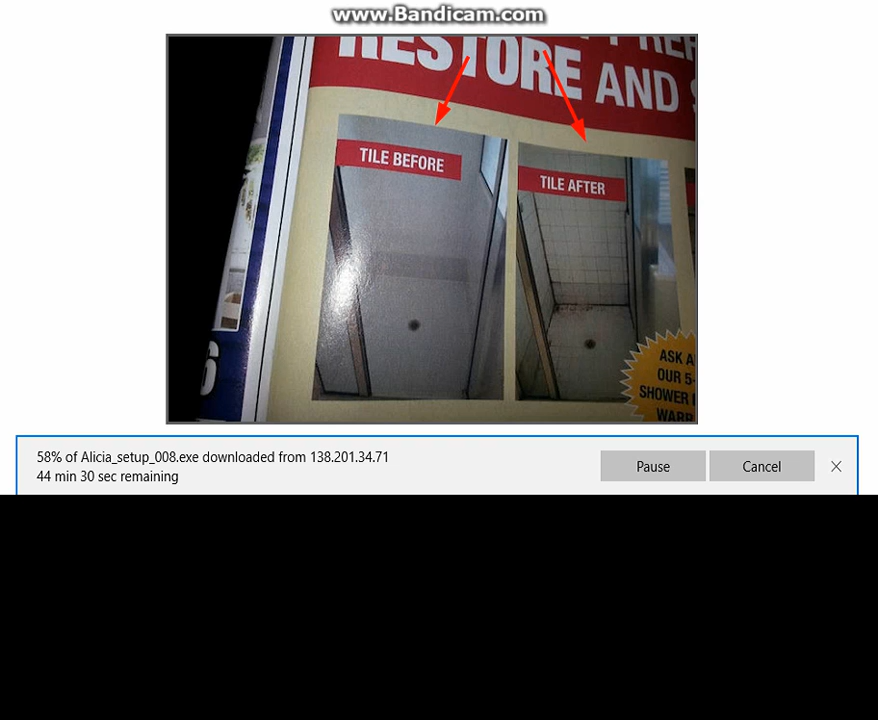 www.Bandicam.com
RESTORE AND
TILE BEFORE
TILE AFTER
ASK A
OUR 5-
SHOWER
WARR
58% of Alicia_setup_008.exe downloaded from 138.201.34.71
44 min 30 sec remaining
Pause
Cancel